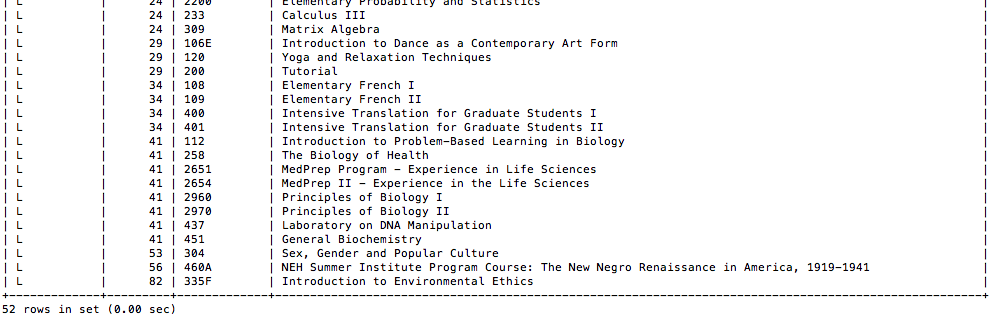 | L | 24 | 2200 | Elementary Probability and Statistics |
| L | 24 | 233 | Calculus III |
| L | 24 | 309 | Matrix Algebra |
| L | 29 | 106E | Introduction to Dance as a Contemporary Art Form |
| L | 29 | 120 | Yoga and Relaxation Techniques |
| L | 29 | 200 | Tutorial |
| L | 34 | 108 | Elementary French I |
| L | 34 | 109 | Elementary French II |
| L | 34 | 400 | Intensive Translation for Graduate Students I |
| L | 34 | 401 | Intensive Translation for Graduate Students II |
| L | 41 | 112 | Introduction to Problem-Based Learning in Biology |
| L | 41 | 258 | The Biology of Health |
| L | 41 | 2651 | MedPrep Program - Experience in Life Sciences |
| L | 41 | 2654 | MedPrep II - Experience in the Life Sciences |
| L | 41 | 2960 | Principles of Biology I |
| L | 41 | 2970 | Principles of Biology II |
| L | 41 | 437 | Laboratory on DNA Manipulation |
| L | 41 | 451 | General Biochemistry |
| L | 53 | 304 | Sex, Gender and Popular Culture |
| L | 56 | 460A | NEH Summer Institute Program Course: The New Negro Renaissance in America, 1919-1941 |
| L | 82 | 335F | Introduction to Environmental Ethics |
52 rows in set (0.00 sec)